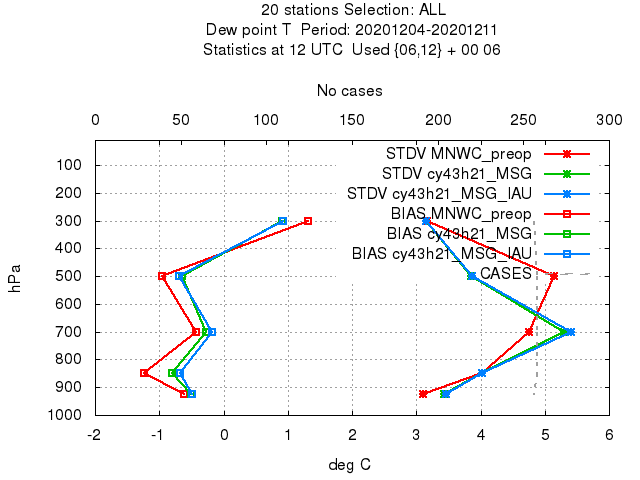 20 stations Selection: ALL
Dew point T  Period: 20201204-20201211
Statistics at 12 UTC  Used {06,12} + 00 06
No cases
0 50 100 150 200 250 300
STDV MNWC_preop
STDV cy43h21_MSG
STDV cy43h21_MSG_IAU
BIAS MNWC_preop
BIAS cy43h21_MSG
BIAS cy43h21_MSG_IAU
CASES
100
200
300
400
500
600
700
800
900
1000
hPa
-2 -1 0 1 2 3 4 5 6
deg C